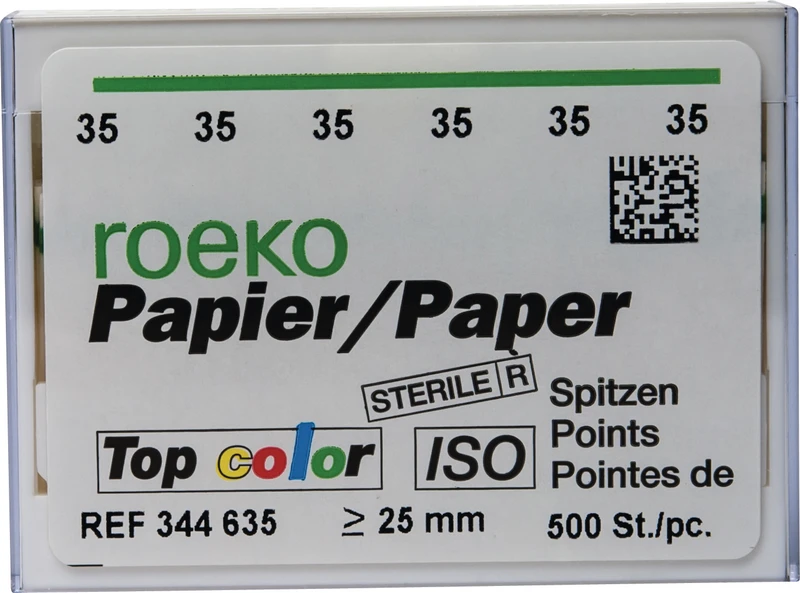 35 35 35 35 35 35
roeko
Papier/Paper
STERILE R
Spitzen
Points
Pointes de
Top color
ISO
REF 344 635
≥ 25 mm
500 St./pc.